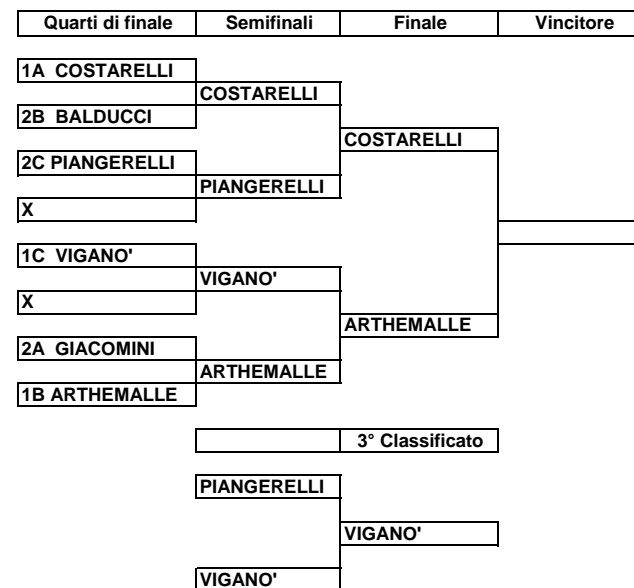 Quarti di finale Semifinali Finale Vincitore
1A COSTARELLI
COSTARELLI
2B BALDUCCI
COSTARELLI
2C PIANGERELLI
PIANGERELLI
X
1C VIGANO'
VIGANO'
X
ARTHEMALLE
2A GIACOMINI
ARTHEMALLE
1B ARTHEMALLE
3° Classificato
PIANGERELLI
VIGANO'
VIGANO'